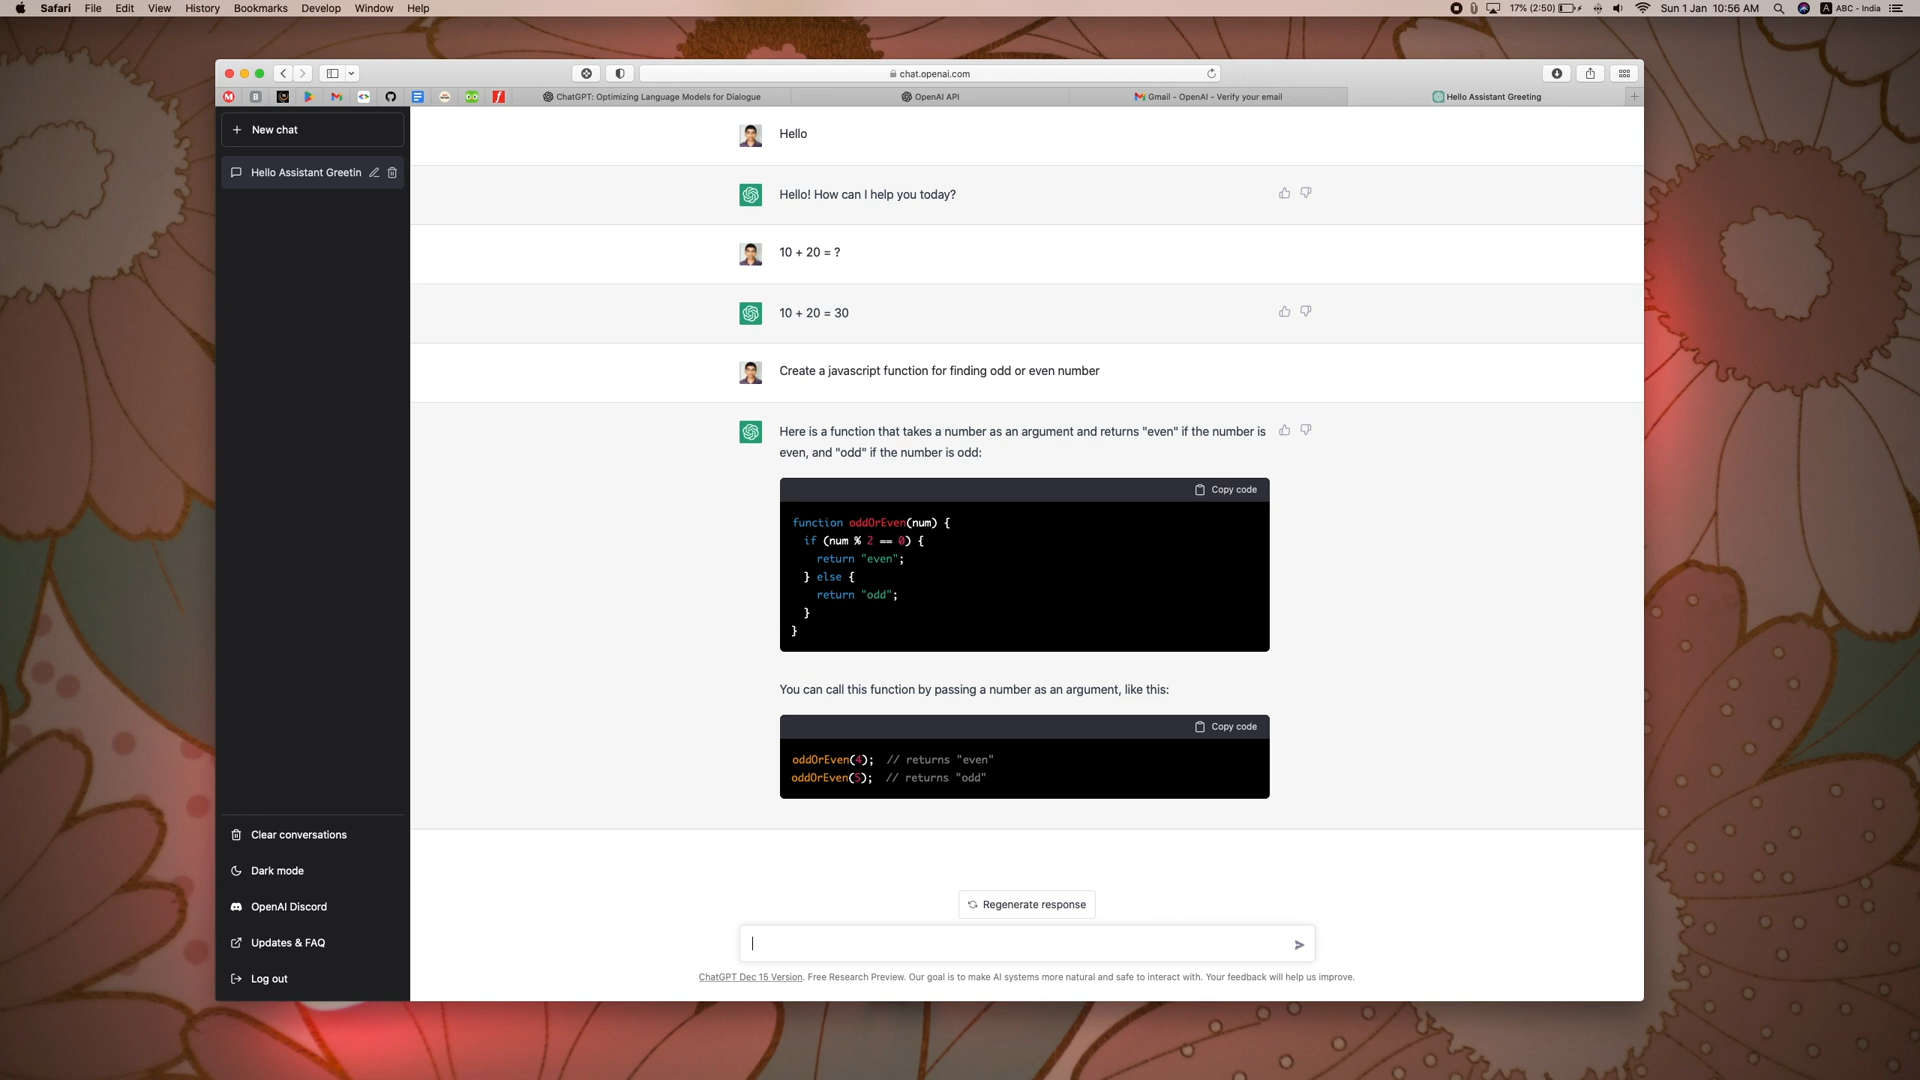 Safari File Edit View History Bookmarks Develop Window Help
17% (2:50) Sun 1 Jan 10:56 AM A ABC - India
chat.openai.com
ChatGPT: Optimizing Language Models for Dialogue
OpenAI API
Gmail - OpenAI - Verify your email
Hello Assistant Greeting
+ New chat
Hello Assistant Greetin
Hello
Hello! How can I help you today?
10 + 20 = ?
10 + 20 = 30
Create a javascript function for finding odd or even number
Here is a function that takes a number as an argument and returns "even" if the number is
even, and "odd" if the number is odd:
Copy code
function oddOrEven(num) {
  if (num % 2 == 0) {
    return "even";
  } else {
    return "odd";
  }
}
You can call this function by passing a number as an argument, like this:
Copy code
oddOrEven(4);  // returns "even"
oddOrEven(5);  // returns "odd"
Clear conversations
Dark mode
OpenAI Discord
Updates & FAQ
Log out
Regenerate response
ChatGPT Dec 15 Version. Free Research Preview. Our goal is to make AI systems more natural and safe to interact with. Your feedback will help us improve.